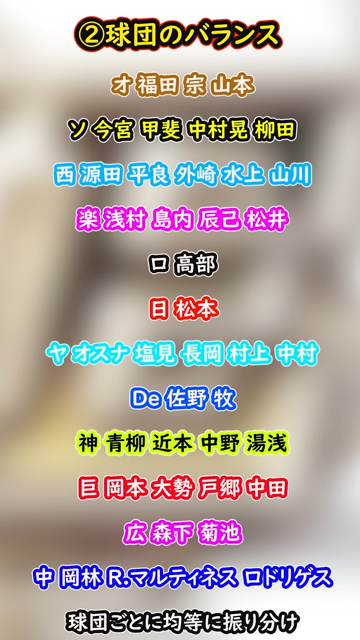 ②球団のバランス
オ 福田 宗 山本
ソ 今宮 甲斐 中村晃 柳田
西 源田 平良 外崎 水上 山川
楽 浅村 島内 辰己 松井
ロ 高部
日 松本
ヤ オスナ 塩見 長岡 村上 中村
De 佐野 牧
神 青柳 近本 中野 湯浅
巨 岡本 大勢 戸郷 中田
広 森下 菊池
中 岡林 R.マルティネス ロドリゲス
球団ごとに均等に振り分け